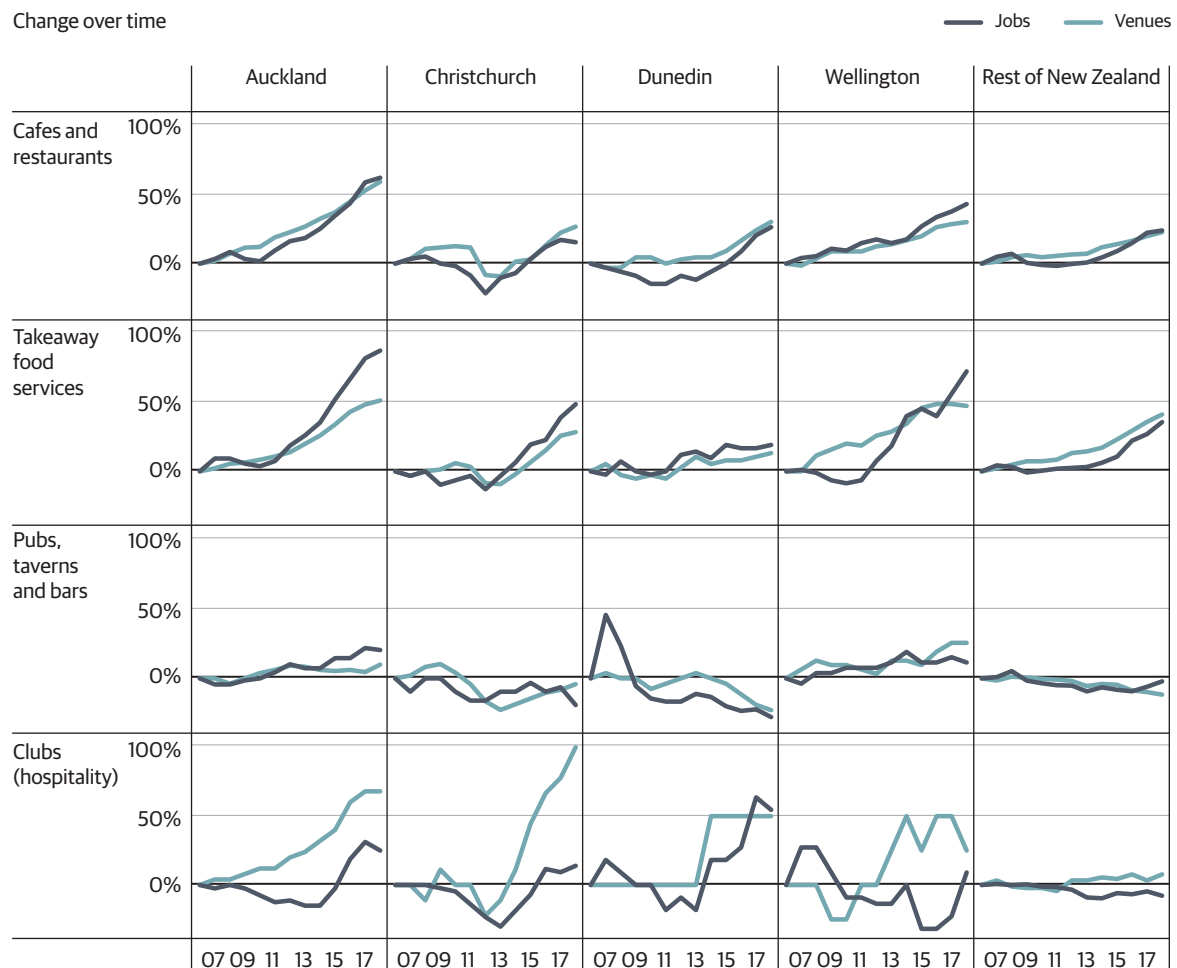 Change over time
Jobs Venues
Auckland Christchurch Dunedin Wellington Rest of New Zealand
Cafes and
restaurants
100%
50%
0%
Takeaway
food
services
100%
50%
0%
Pubs,
taverns
and bars
100%
50%
0%
Clubs
(hospitality)
100%
50%
0%
07 09 11 13 15 17 07 09 11 13 15 17 07 09 11 13 15 17 07 09 11 13 15 17 07 09 11 13 15 17